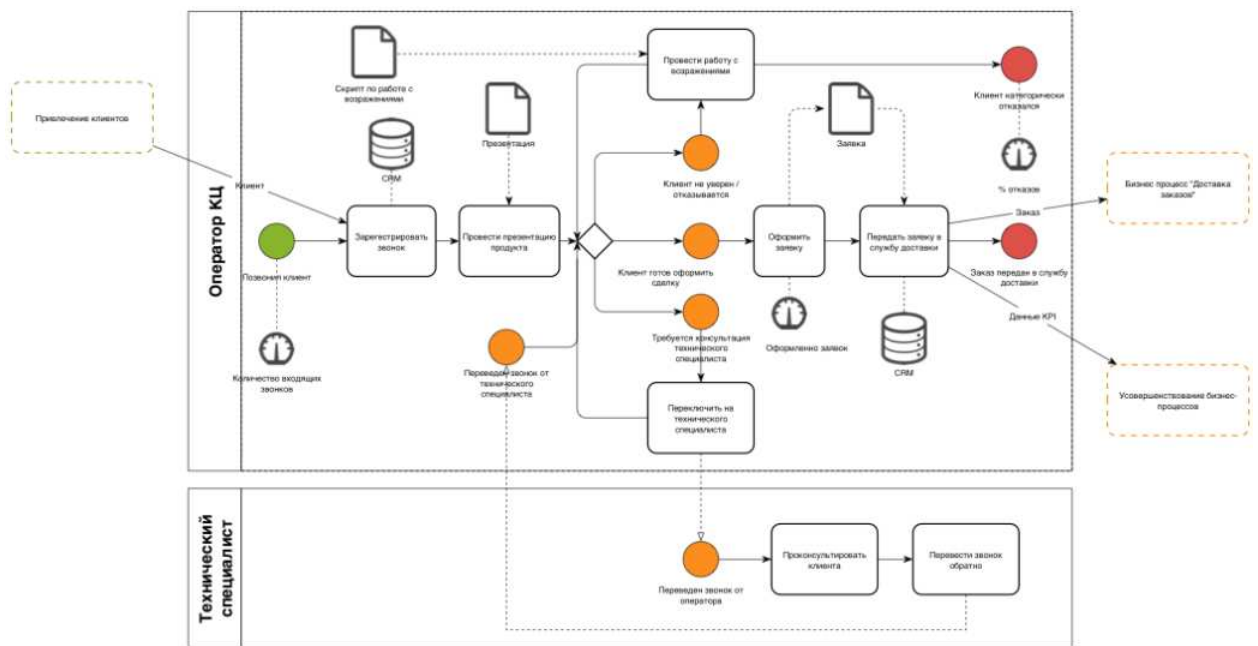 Оператор КЦ
Скрипт по работе с
возражениями
Провести работу с
возражениями
Клиент категорически
отказался
Привлечение клиентов
Презентация
CRM
Заявка
Клиент не уверен /
отказывается
% отказов
Бизнес процесс "Доставка
заказов"
Клиент
Заказ
Позвонил клиент
Зарегестрировать
звонок
Провести презентацию
продукта
Клиент готов оформить
сделку
Оформить
заявку
Передать заявку в
службу доставки
Заказ передан в службу
доставки
Данные KPI
Количество входящих
звонков
Переведен звонок от
технического
специалиста
Требуется консультация
технического
специалиста
Оформленно заявок
CRM
Усовершенствование бизнес-
процессов
Переключить на
технического
специалиста
Технический
специалист
Переведен звонок от
оператора
Проконсультировать
клиента
Перевести звонок
обратно